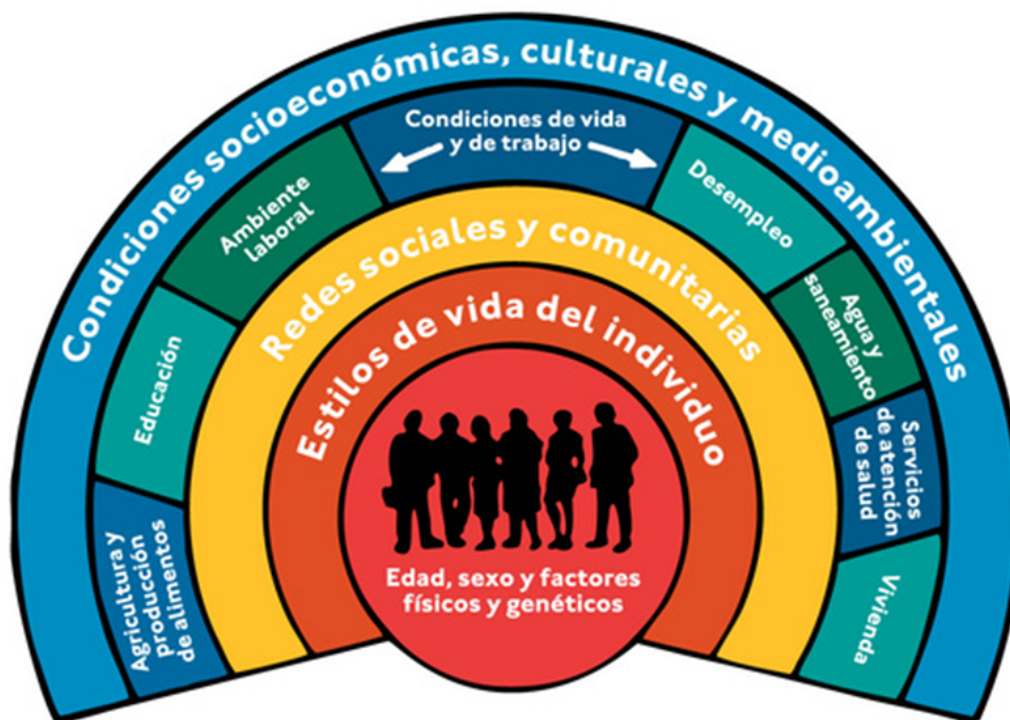 Condiciones socioeconómicas, culturales y medioambientales
Condiciones de vida
y de trabajo
Agricultura y
producción
de alimentos
Educación
Ambiente
laboral
Desempleo
Agua y
saneamiento
Servicios
de atención
de salud
Vivienda
Redes sociales y comunitarias
Estilos de vida del individuo
Edad, sexo y factores
físicos y genéticos